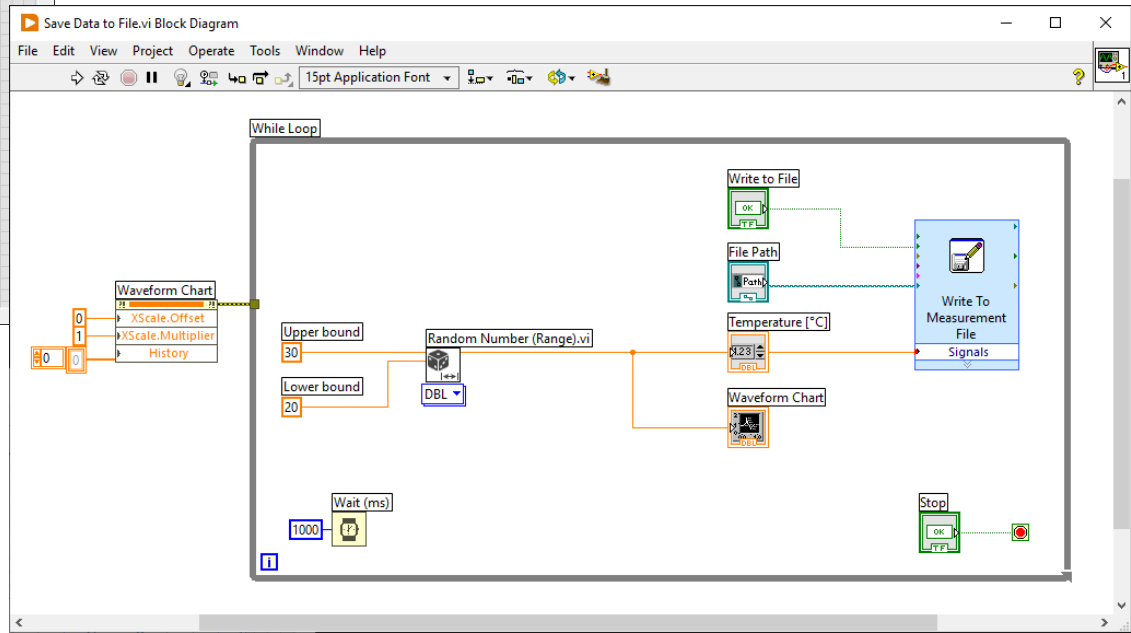 Save Data to File.vi Block Diagram
File Edit View Project Operate Tools Window Help
15pt Application Font
1
While Loop
Write to File
OK
TF
File Path
Path
Write To
Measurement
File
Signals
Waveform Chart
0 XScale.Offset
1 XScale.Multiplier
0 0 History
Upper bound
30
Random Number (Range).vi
DBL
Lower bound
20
Temperature [°C]
1.23
DBL
Waveform Chart
DBL
Wait (ms)
1000
i
Stop
OK
TF